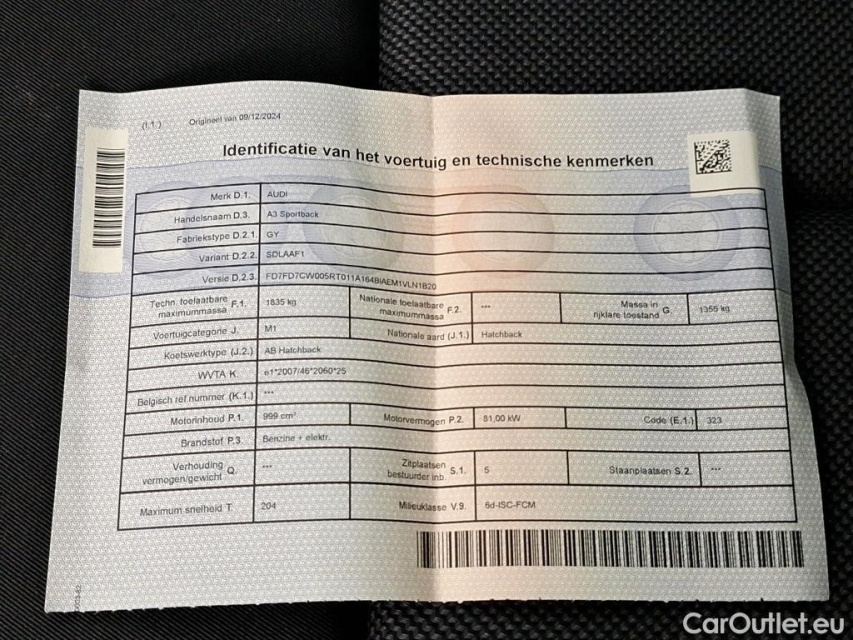 (I.1.) Origineel van 09/12/2024
Identificatie van het voertuig en technische kenmerken
Merk D.1. AUDI
Handelsnaam D.3. A3 Sportback
Fabriekstype D.2.1. GY
Variant D.2.2. SDLAAF1
Versie D.2.3. FD7FD7CW005RT011A164BIAEM1VLN1B20
Techn. toelaatbare maximummassa F.1. 1835 kg Nationale toelaatbare maximummassa F.2. *** Massa in rijklare toestand G. 1355 kg
Voertuigcategorie J. M1 Nationale aard (J.1.) Hatchback
Koetswerktype (J.2.) AB Hatchback
WVTA K. e1*2007/46*2060*25
Belgisch ref.nummer (K.1.) ***
Motorinhoud P.1. 999 cm³ Motorvermogen P.2. 81,00 kW Code (E.1.) 323
Brandstof P.3. Benzine + elektr.
Verhouding vermogen/gewicht Q. *** Zitplaatsen bestuurder inb. S.1. 5 Staanplaatsen S.2. ***
Maximum snelheid T. 204 Milieuklasse V.9. 6d-ISC-FCM
CarOutlet.eu